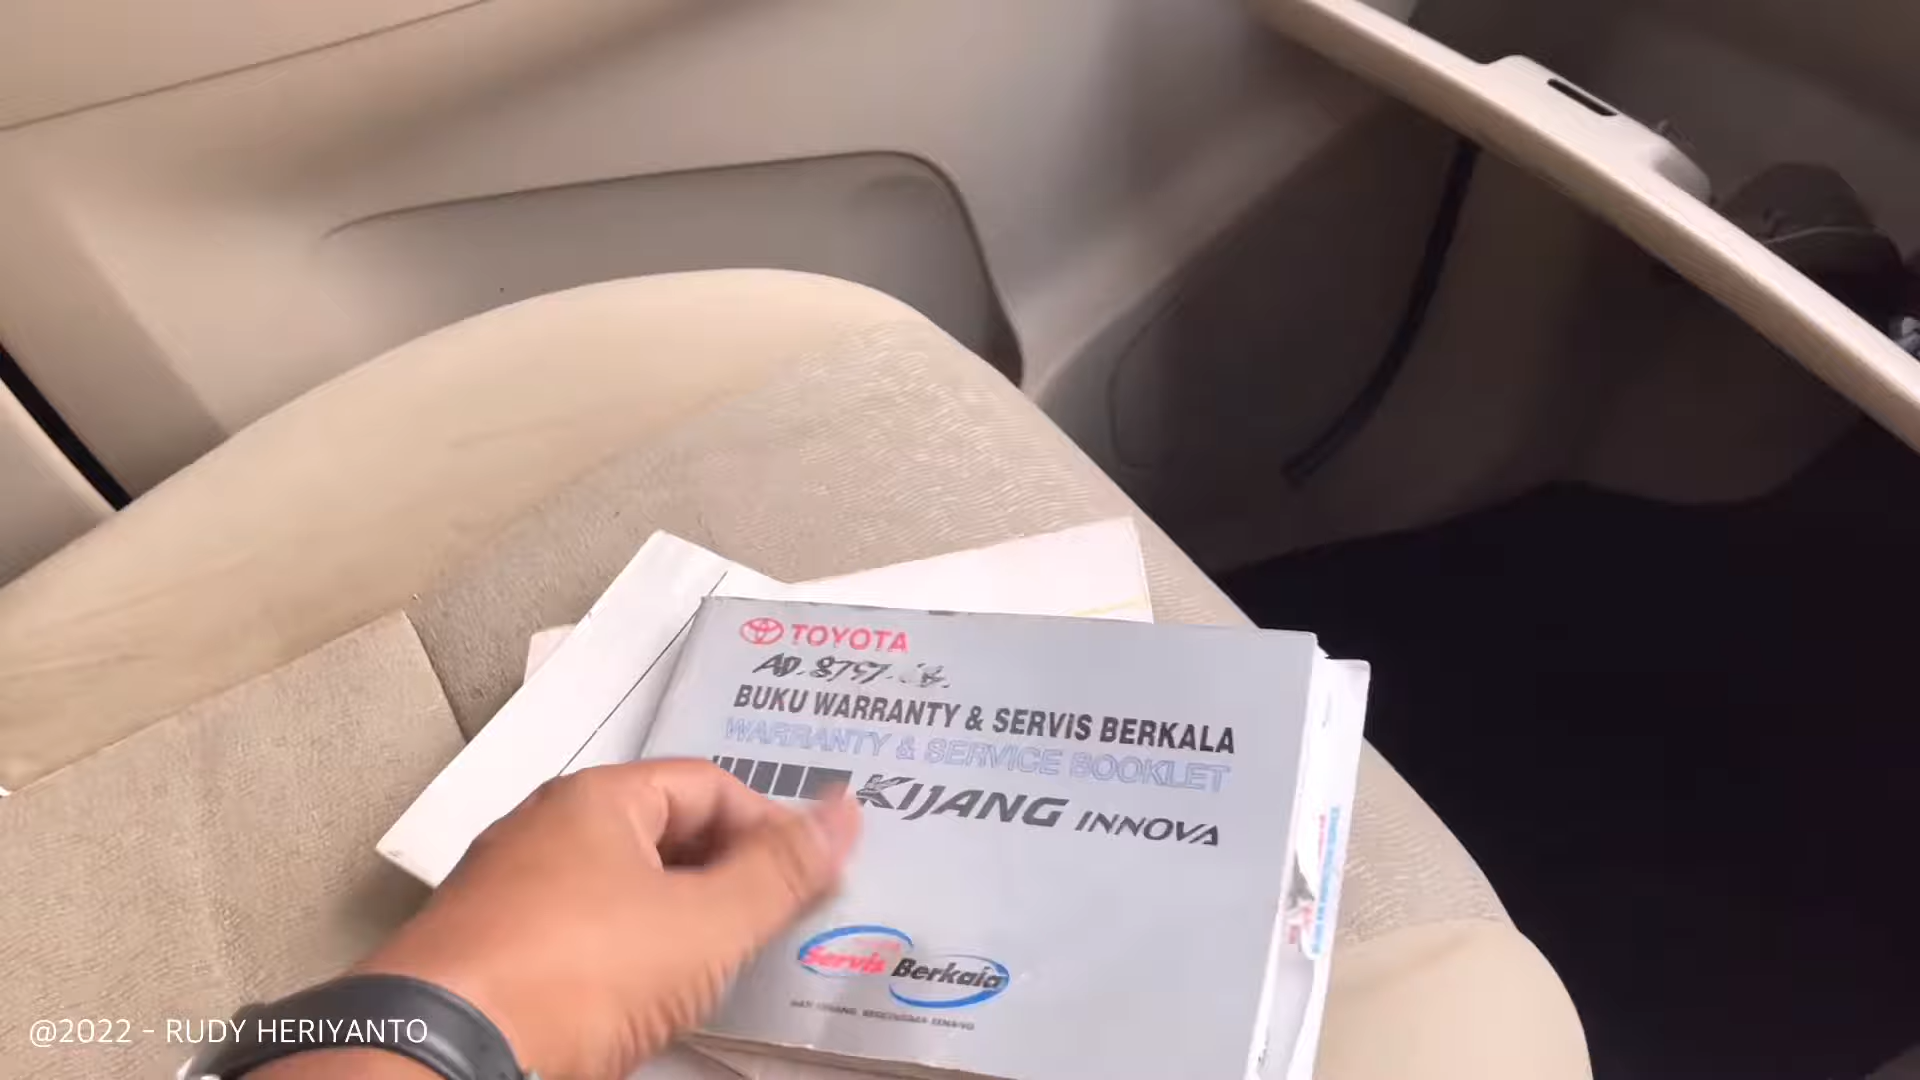 TOYOTA
BUKU WARRANTY & SERVIS BERKALA
WARRANTY & SERVICE BOOKLET
KIJANG INNOVA
Servis Berkala
@2022 - RUDY HERIYANTO